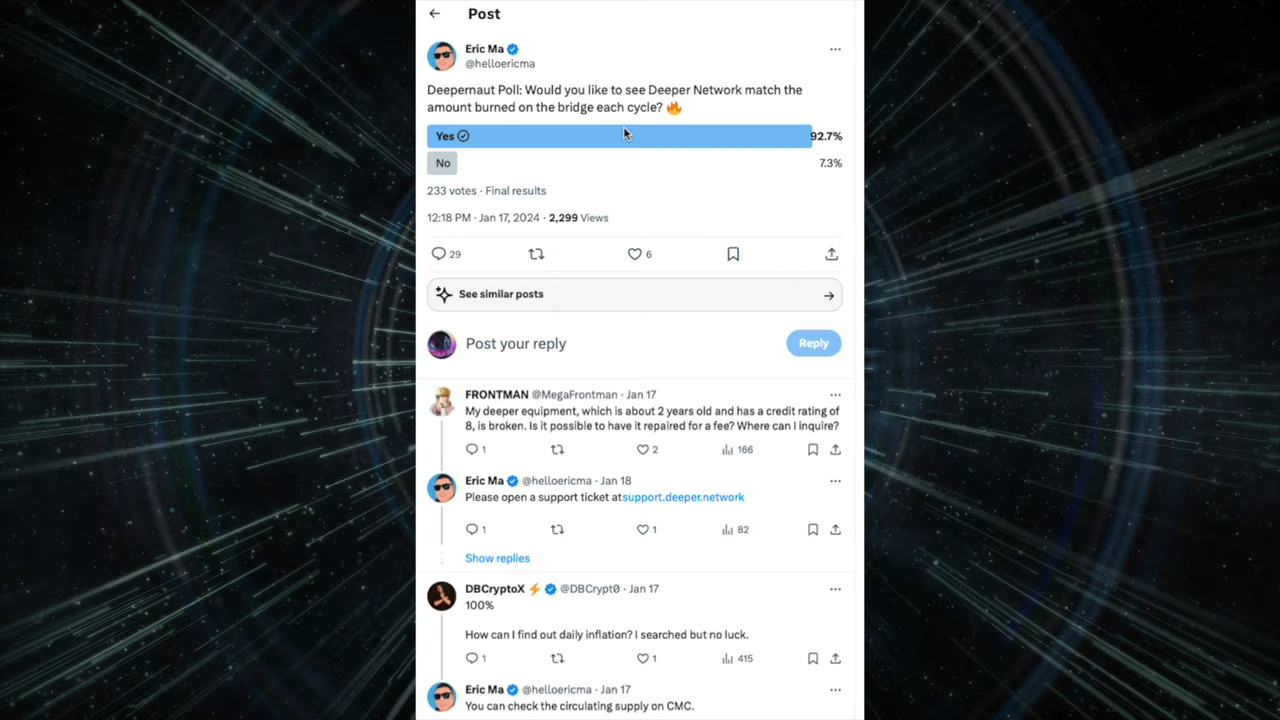 Post
Eric Ma
@helloericma
Deepernaut Poll: Would you like to see Deeper Network match the
amount burned on the bridge each cycle? 🔥
Yes 92.7%
No 7.3%
233 votes · Final results
12:18 PM · Jan 17, 2024 · 2,299 Views
29 6
See similar posts
Post your reply Reply
FRONTMAN @MegaFrontman · Jan 17
My deeper equipment, which is about 2 years old and has a credit rating of
8, is broken. Is it possible to have it repaired for a fee? Where can I inquire?
1 2 166
Eric Ma @helloericma · Jan 18
Please open a support ticket atsupport.deeper.network
1 1 82
Show replies
DBCryptoX ⚡ @DBCrypt0 · Jan 17
100%
How can I find out daily inflation? I searched but no luck.
1 1 415
Eric Ma @helloericma · Jan 17
You can check the circulating supply on CMC.